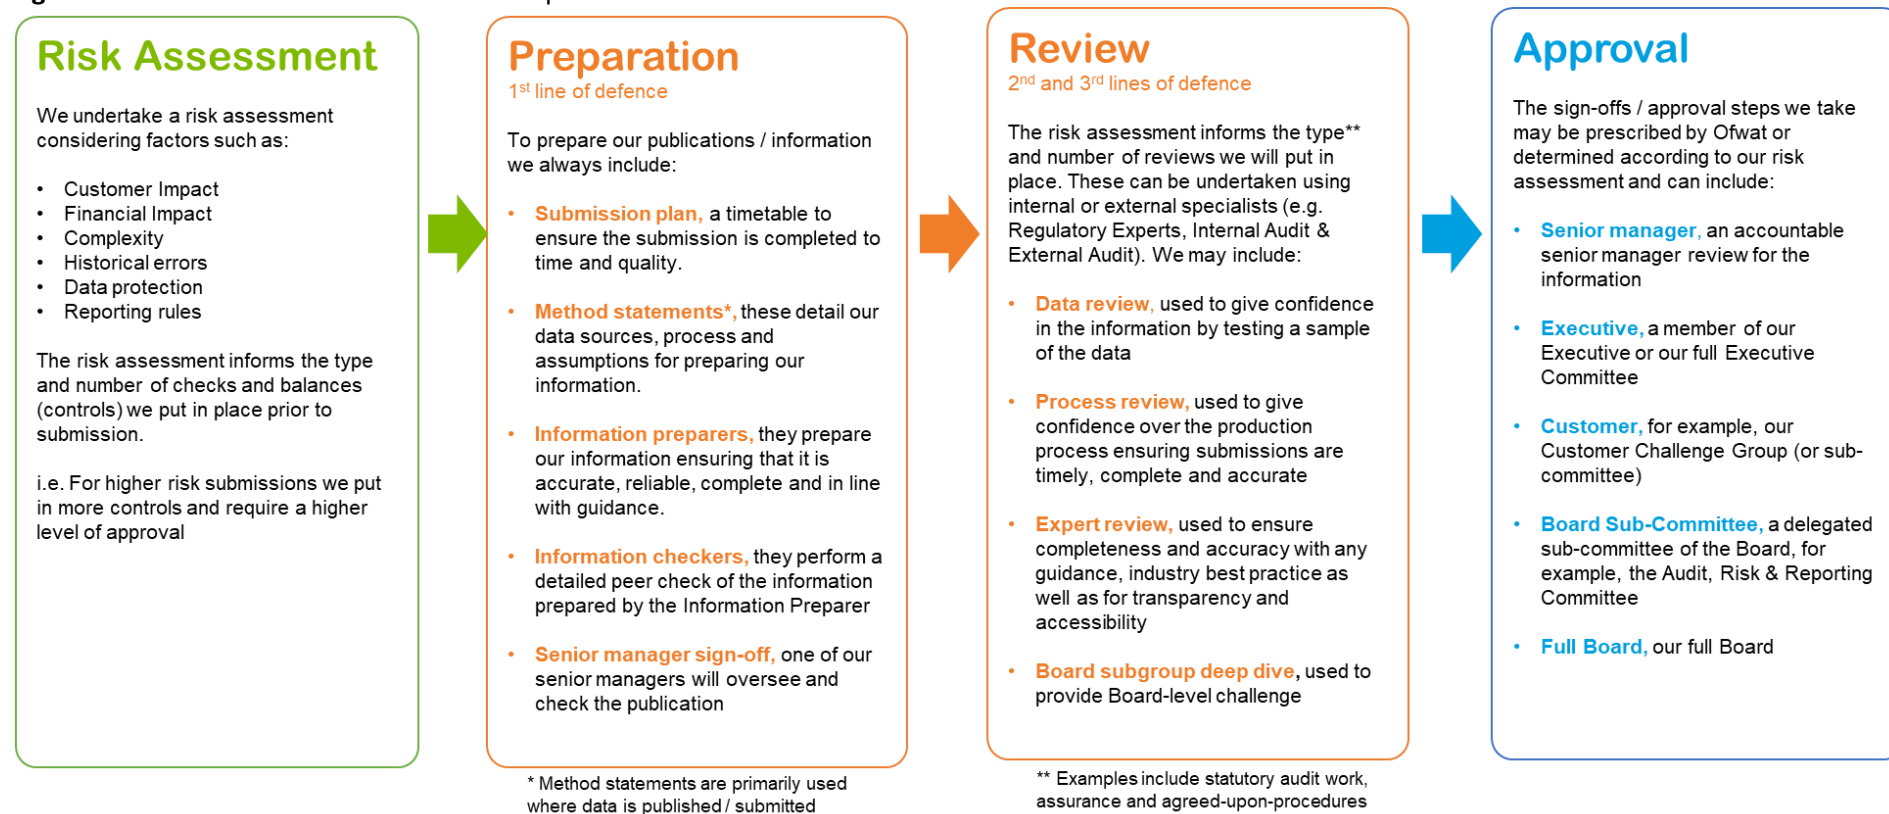 Risk Assessment
We undertake a risk assessment
considering factors such as:
• Customer Impact
• Financial Impact
• Complexity
• Historical errors
• Data protection
• Reporting rules
The risk assessment informs the type
and number of checks and balances
(controls) we put in place prior to
submission.
i.e. For higher risk submissions we put
in more controls and require a higher
level of approval
Preparation
1st line of defence
To prepare our publications / information
we always include:
• Submission plan, a timetable to
ensure the submission is completed to
time and quality.
• Method statements*, these detail our
data sources, process and
assumptions for preparing our
information.
• Information preparers, they prepare
our information ensuring that it is
accurate, reliable, complete and in line
with guidance.
• Information checkers, they perform a
detailed peer check of the information
prepared by the Information Preparer
• Senior manager sign-off, one of our
senior managers will oversee and
check the publication
* Method statements are primarily used
where data is published / submitted
Review
2nd and 3rd lines of defence
The risk assessment informs the type**
and number of reviews we will put in
place. These can be undertaken using
internal or external specialists (e.g.
Regulatory Experts, Internal Audit &
External Audit). We may include:
• Data review, used to give confidence
in the information by testing a sample
of the data
• Process review, used to give
confidence over the production
process ensuring submissions are
timely, complete and accurate
• Expert review, used to ensure
completeness and accuracy with any
guidance, industry best practice as
well as for transparency and
accessibility
• Board subgroup deep dive, used to
provide Board-level challenge
** Examples include statutory audit work,
assurance and agreed-upon-procedures
Approval
The sign-offs / approval steps we take
may be prescribed by Ofwat or
determined according to our risk
assessment and can include:
• Senior manager, an accountable
senior manager review for the
information
• Executive, a member of our
Executive or our full Executive
Committee
• Customer, for example, our
Customer Challenge Group (or sub-
committee)
• Board Sub-Committee, a delegated
sub-committee of the Board, for
example, the Audit, Risk & Reporting
Committee
• Full Board, our full Board